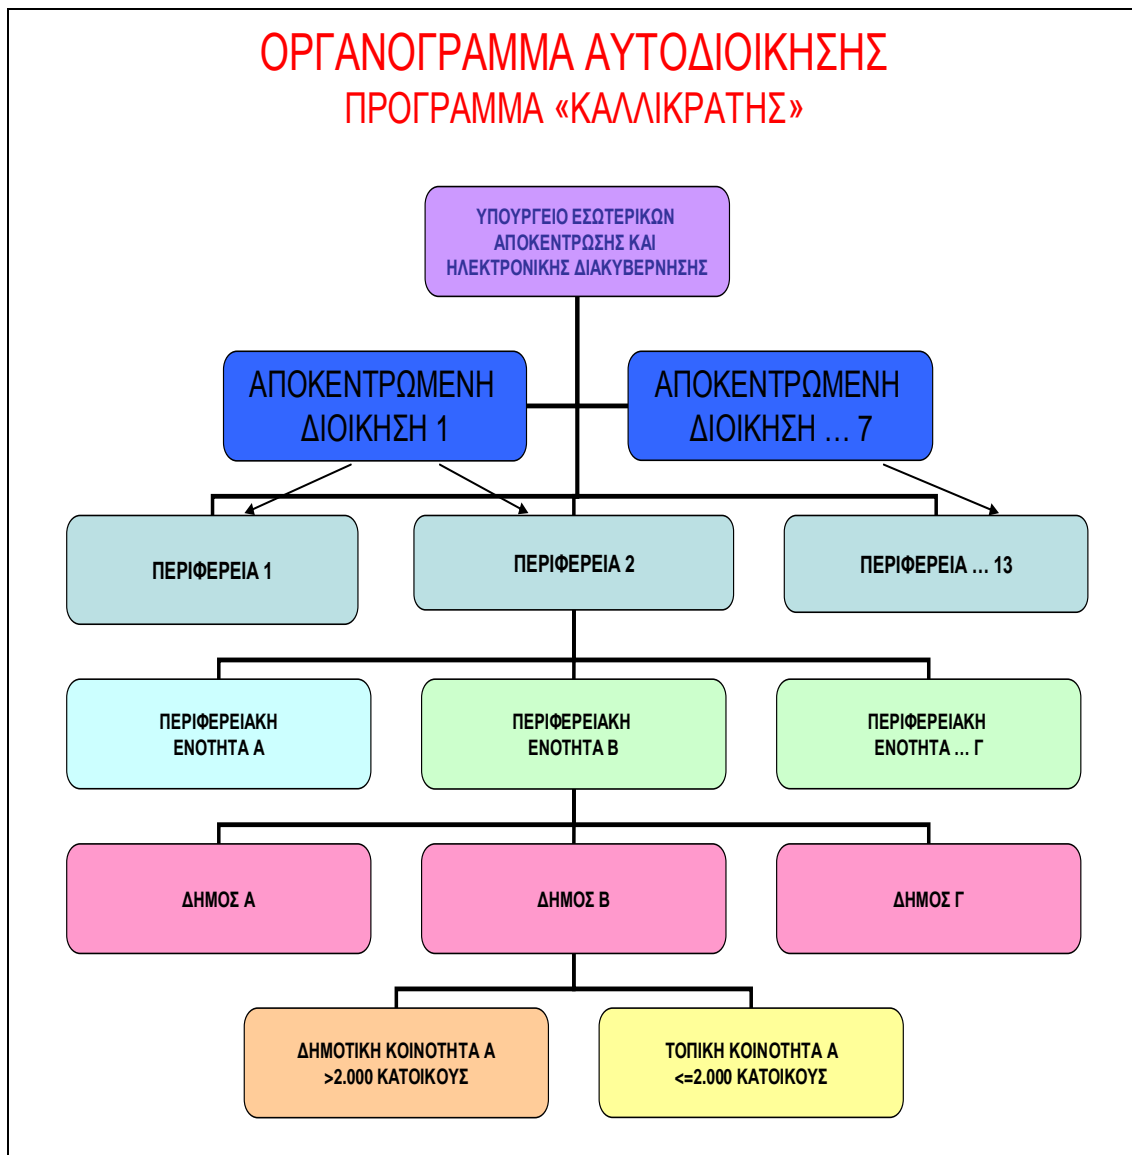 ΟΡΓΑΝΟΓΡΑΜΜΑ ΑΥΤΟΔΙΟΙΚΗΣΗΣ
ΠΡΟΓΡΑΜΜΑ «ΚΑΛΛΙΚΡΑΤΗΣ»
ΥΠΟΥΡΓΕΙΟ ΕΣΩΤΕΡΙΚΩΝ
ΑΠΟΚΕΝΤΡΩΣΗΣ ΚΑΙ
ΗΛΕΚΤΡΟΝΙΚΗΣ ΔΙΑΚΥΒΕΡΝΗΣΗΣ
ΑΠΟΚΕΝΤΡΩΜΕΝΗ
ΔΙΟΙΚΗΣΗ 1
ΑΠΟΚΕΝΤΡΩΜΕΝΗ
ΔΙΟΙΚΗΣΗ ... 7
ΠΕΡΙΦΕΡΕΙΑ 1
ΠΕΡΙΦΕΡΕΙΑ 2
ΠΕΡΙΦΕΡΕΙΑ ... 13
ΠΕΡΙΦΕΡΕΙΑΚΗ
ΕΝΟΤΗΤΑ Α
ΠΕΡΙΦΕΡΕΙΑΚΗ
ΕΝΟΤΗΤΑ Β
ΠΕΡΙΦΕΡΕΙΑΚΗ
ΕΝΟΤΗΤΑ ... Γ
ΔΗΜΟΣ Α
ΔΗΜΟΣ Β
ΔΗΜΟΣ Γ
ΔΗΜΟΤΙΚΗ ΚΟΙΝΟΤΗΤΑ Α
>2.000 ΚΑΤΟΙΚΟΥΣ
ΤΟΠΙΚΗ ΚΟΙΝΟΤΗΤΑ Α
<=2.000 ΚΑΤΟΙΚΟΥΣ